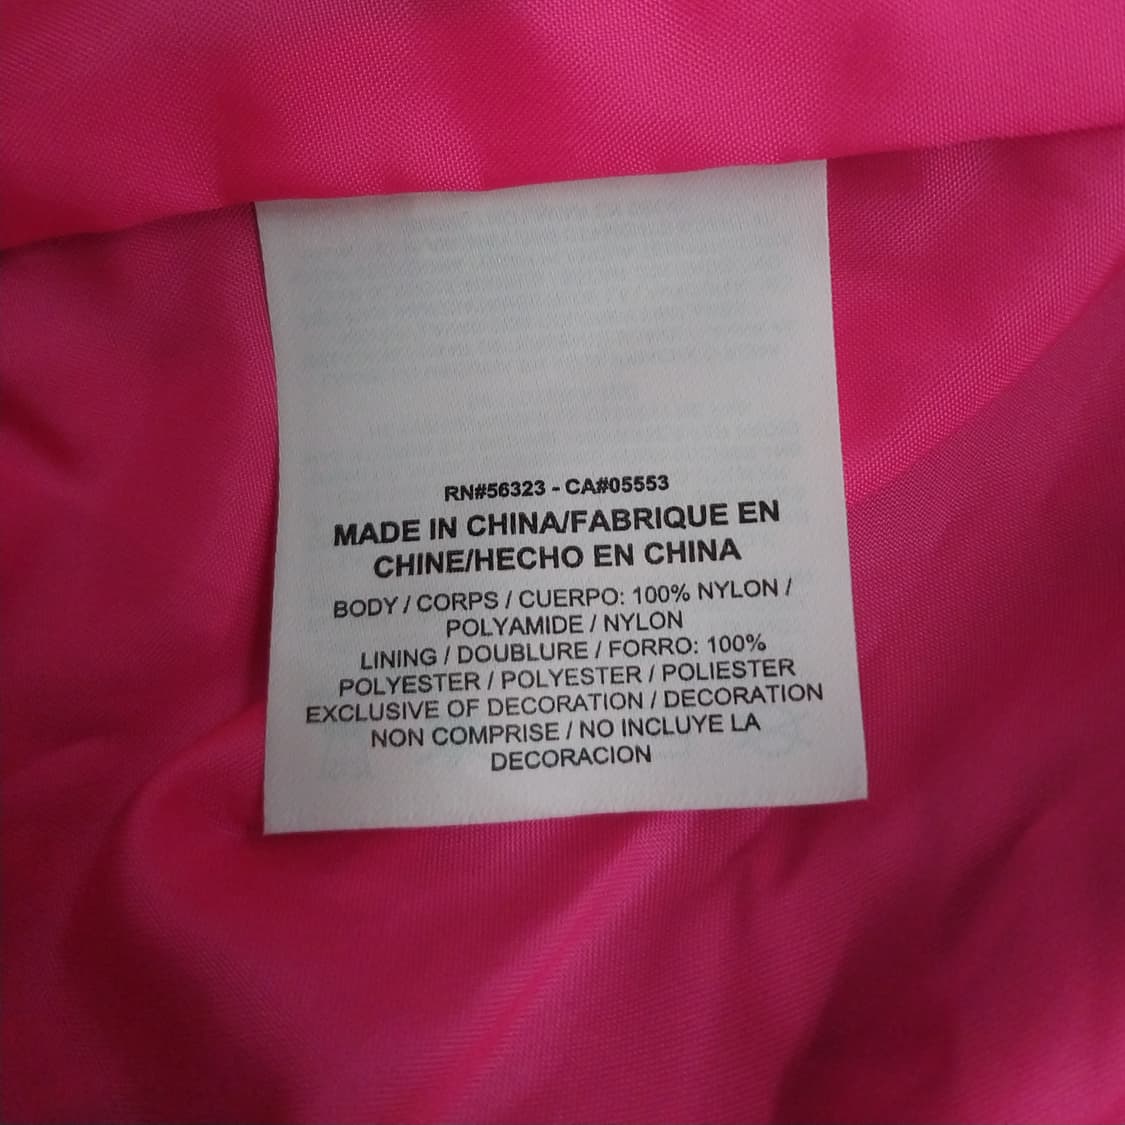 RN#56323 - CA#05553
MADE IN CHINA/FABRIQUE EN
CHINE/HECHO EN CHINA
BODY / CORPS / CUERPO: 100% NYLON /
POLYAMIDE / NYLON
LINING / DOUBLURE / FORRO: 100%
POLYESTER / POLYESTER / POLIESTER
EXCLUSIVE OF DECORATION / DECORATION
NON COMPRISE / NO INCLUYE LA
DECORACION